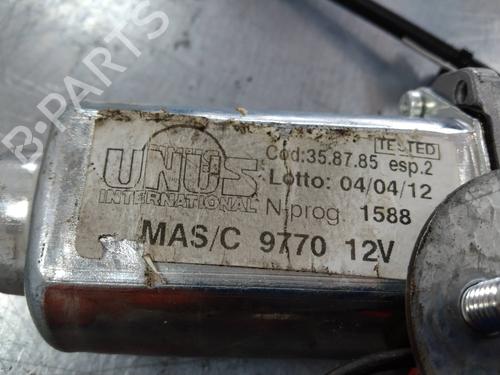 B-PARTS
UNUS
INTERNATIONAL
TESTED
Cod:35.87.85 esp.2
Lotto: 04/04/12
N prog. 1588
MAS/C 9770 12V